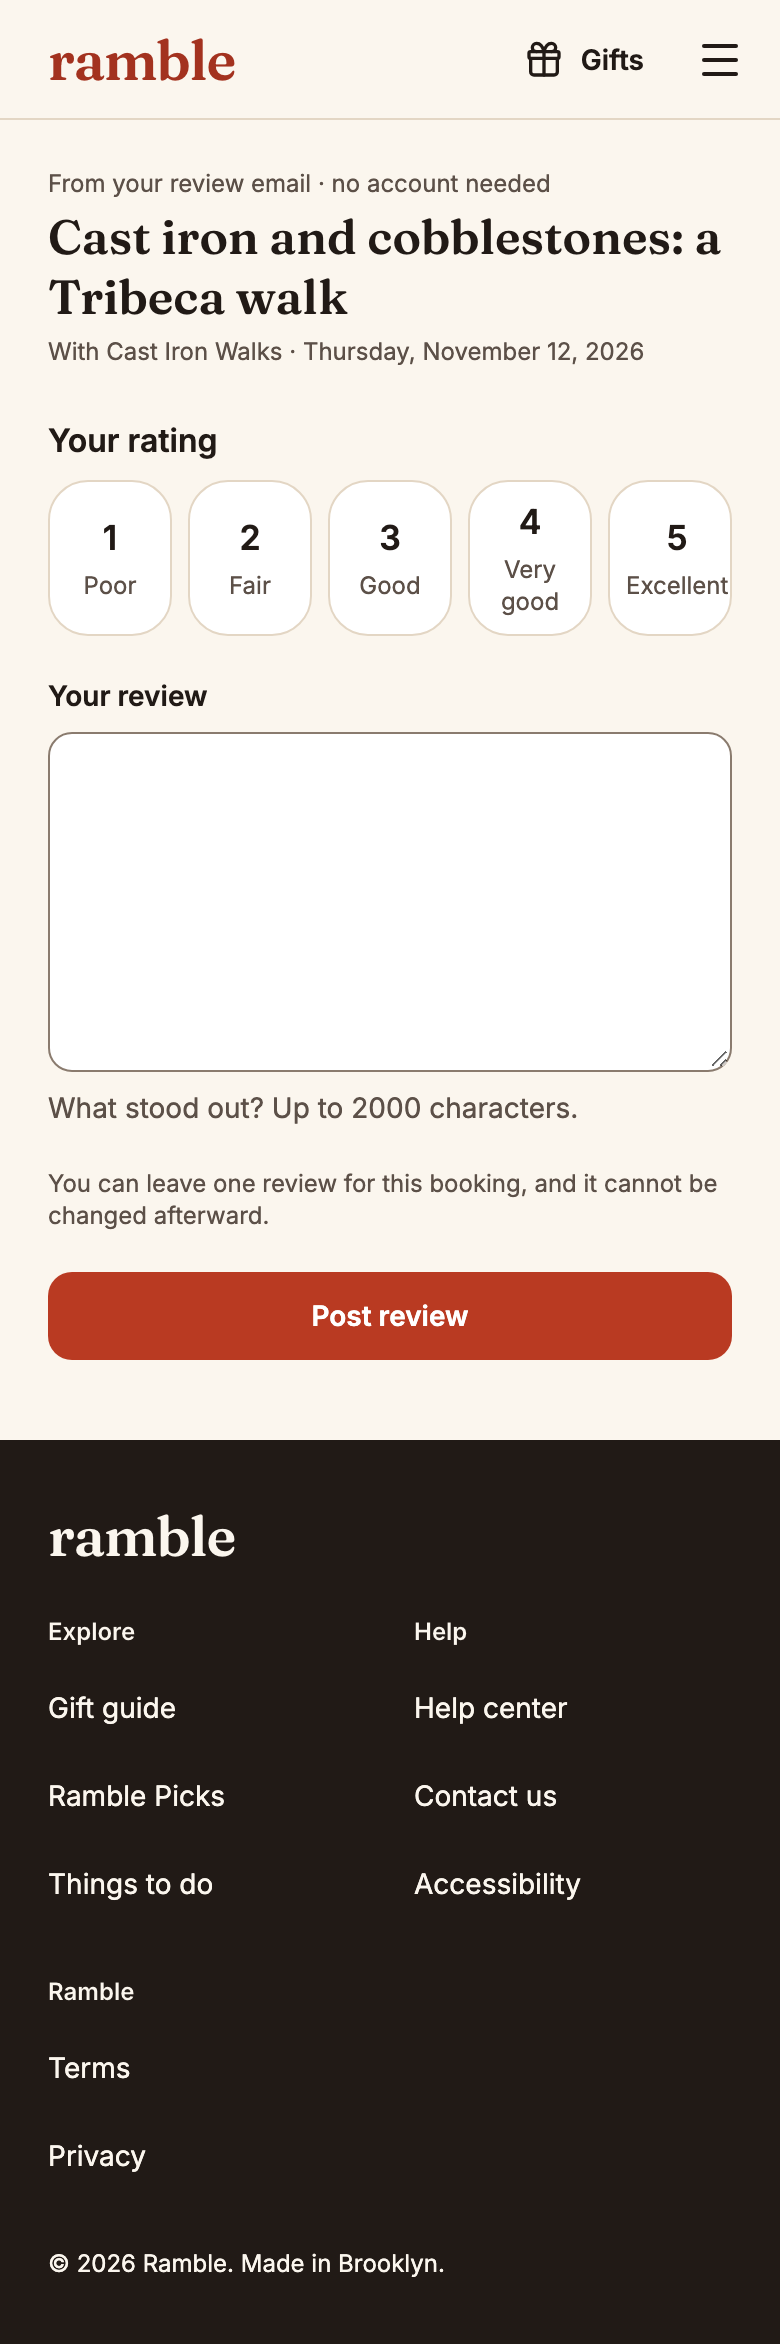 ramble
Gifts
From your review email · no account needed
Cast iron and cobblestones: a
Tribeca walk
With Cast Iron Walks · Thursday, November 12, 2026
Your rating
1
Poor
2
Fair
3
Good
4
Very
good
5
Excellent
Your review
What stood out? Up to 2000 characters.
You can leave one review for this booking, and it cannot be
changed afterward.
Post review
ramble
Explore
Gift guide
Ramble Picks
Things to do
Help
Help center
Contact us
Accessibility
Ramble
Terms
Privacy
© 2026 Ramble. Made in Brooklyn.